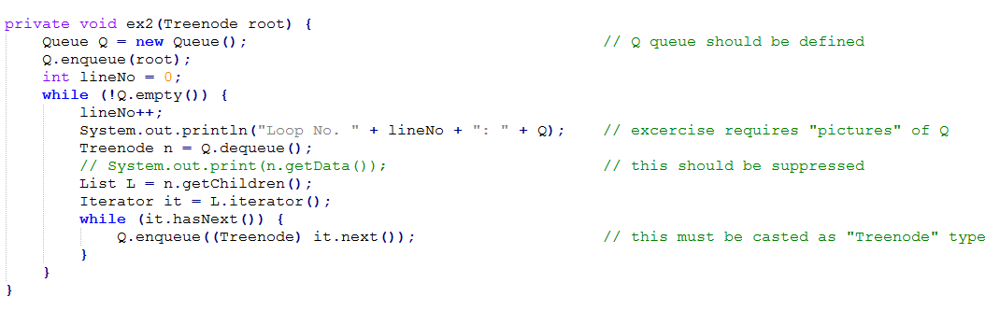 private void ex2(Treenode root) {
Queue Q = new Queue(); // Q queue should be defined
Q.enqueue(root);
int lineNo = 0;
while (!Q.empty()) {
lineNo++;
System.out.println("Loop No. " + lineNo + ": " + Q); // excercise requires "pictures" of Q
Treenode n = Q.dequeue();
// System.out.print(n.getData()); // this should be suppressed
List L = n.getChildren();
Iterator it = L.iterator();
while (it.hasNext()) {
Q.enqueue((Treenode) it.next()); // this must be casted as "Treenode" type
}
}
}